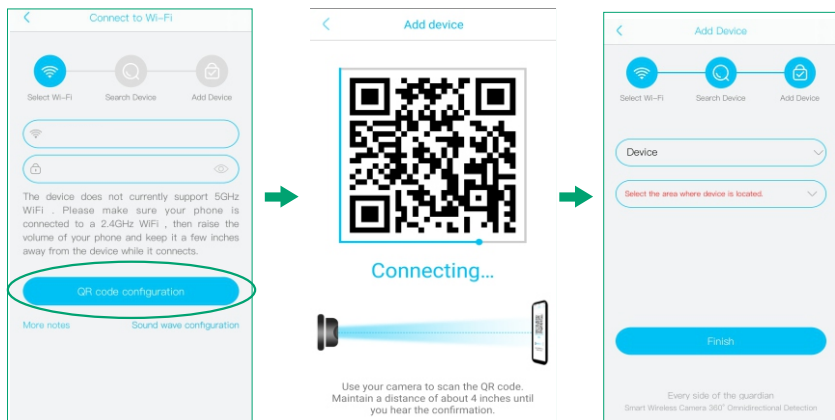 Connect to Wi-Fi
Select Wi-Fi
Search Device
Add Device
The device does not currently support 5GHz
WiFi . Please make sure your phone is
connected to a 2.4GHz WiFi , then raise the
volume of your phone and keep it a few inches
away from the device while it connects.
QR code configuration
More notes
Sound wave configuration
Add device
Connecting...
Use your camera to scan the QR code.
Maintain a distance of about 4 inches until
you hear the confirmation.
Add Device
Select Wi-Fi
Search Device
Add Device
Device
Select the area where device is located.
Finish
Every side of the guardian
Smart Wireless Camera 360° Omnidirectional Detection